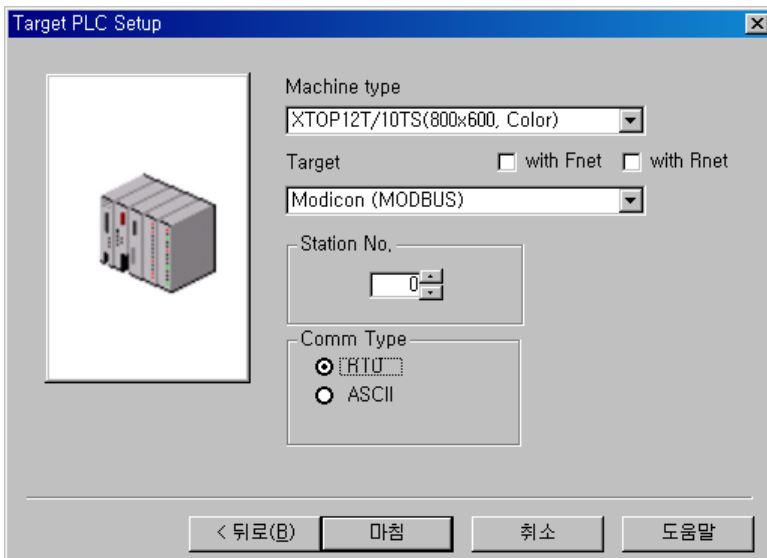 Target PLC Setup
Machine type
XTOP12T/10TS(800x600, Color)
Target with Fnet with Rnet
Modicon (MODBUS)
Station No.
0
Comm Type
RTU
ASCII
< 뒤로(B) 마침 취소 도움말